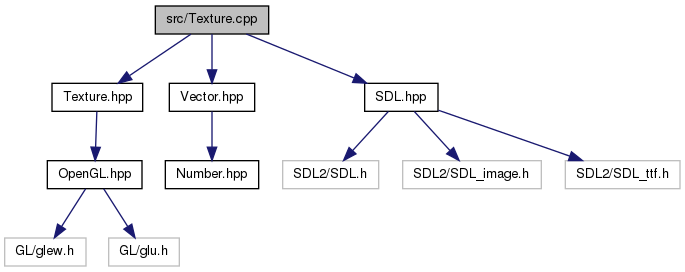 src/Texture.cpp
Texture.hpp
Vector.hpp
SDL.hpp
OpenGL.hpp
Number.hpp
SDL2/SDL.h
SDL2/SDL_image.h
SDL2/SDL_ttf.h
GL/glew.h
GL/glu.h